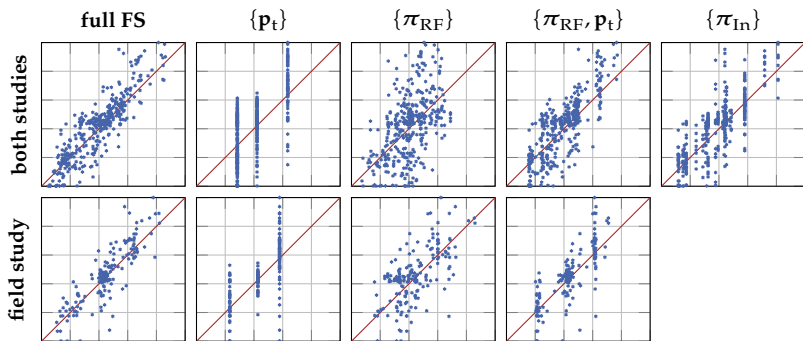 full FS {p_t} {π_RF} {π_RF, p_t} {π_In}
both studies
field study